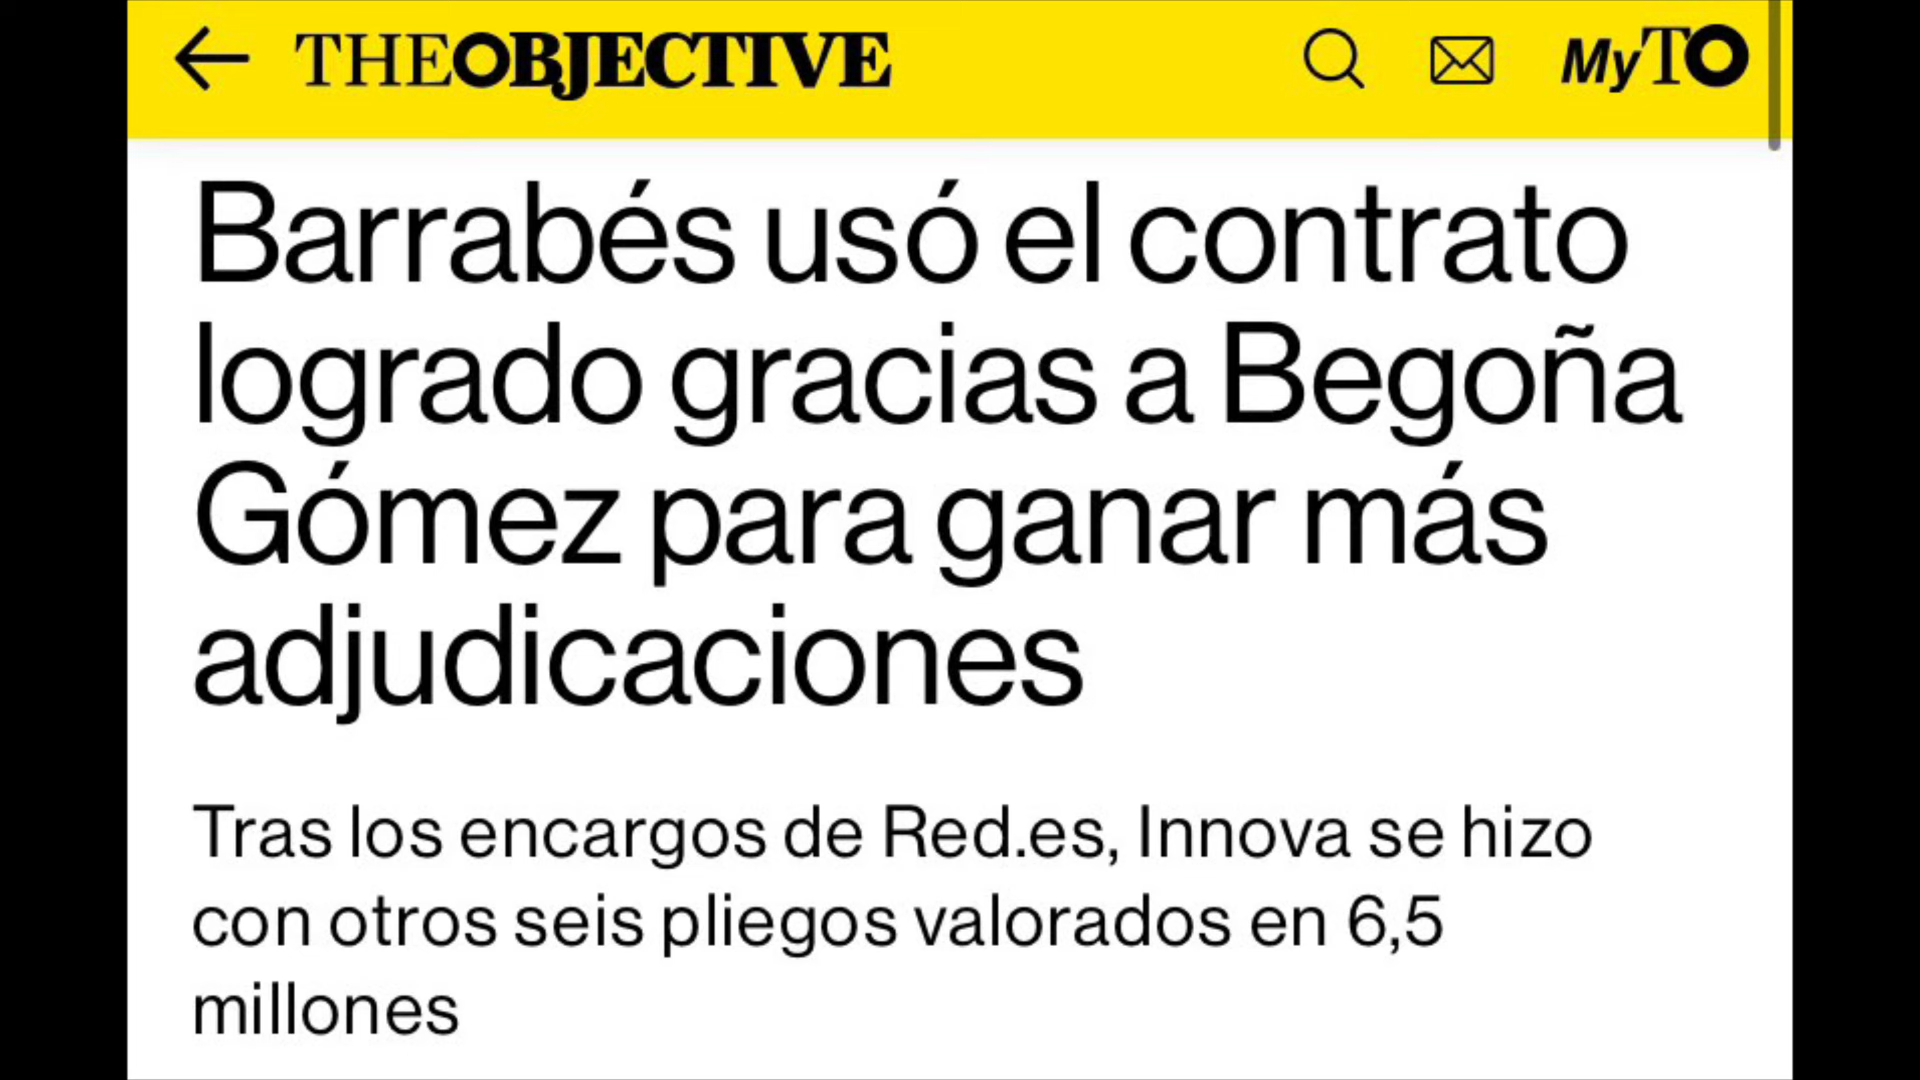 THEOBJECTIVE MyTO
Barrabés usó el contrato
logrado gracias a Begoña
Gómez para ganar más
adjudicaciones
Tras los encargos de Red.es, Innova se hizo
con otros seis pliegos valorados en 6,5
millones